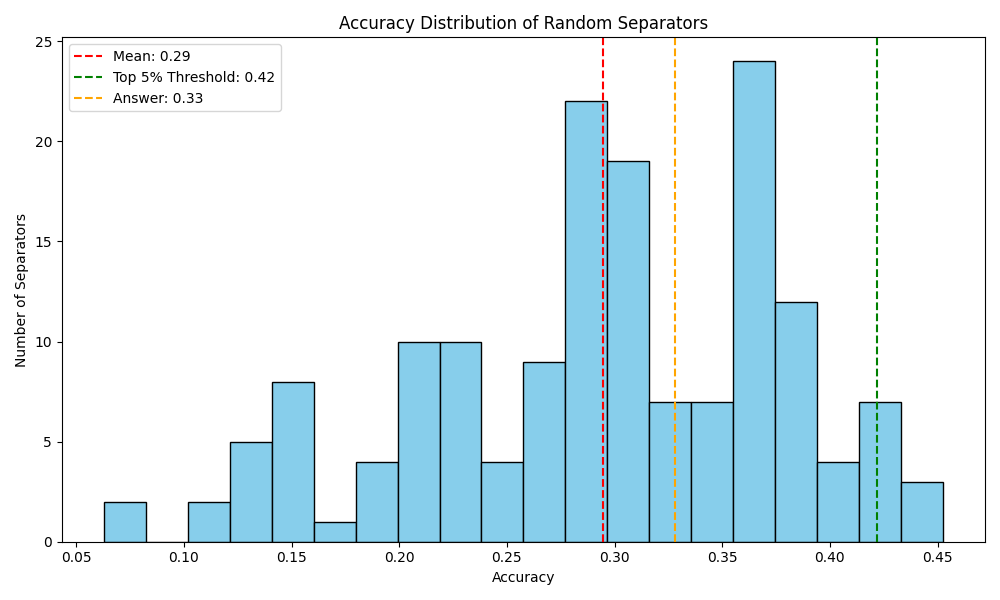 Accuracy Distribution of Random Separators
Mean: 0.29
Top 5% Threshold: 0.42
Answer: 0.33
Number of Separators
25
20
15
10
5
0
0.05 0.10 0.15 0.20 0.25 0.30 0.35 0.40 0.45
Accuracy